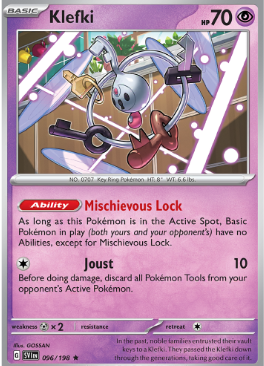 BASIC
Klefki
HP 70
NO. 0707 Key Ring Pokémon HT: 8" WT: 6.6 lbs
Ability Mischievous Lock
As long as this Pokémon is in the Active Spot, Basic
Pokémon in play (both yours and your opponent's) have no
Abilities, except for Mischievous Lock.
Joust 10
Before doing damage, discard all Pokémon Tools from your
opponent's Active Pokémon.
weakness ×2 resistance retreat
Illus. GOSSAN
G SVI EN 096/198 ★
In the past, noble families entrusted their vault
keys to a Klefki. They passed the Klefki down
through the generations, taking good care of it.